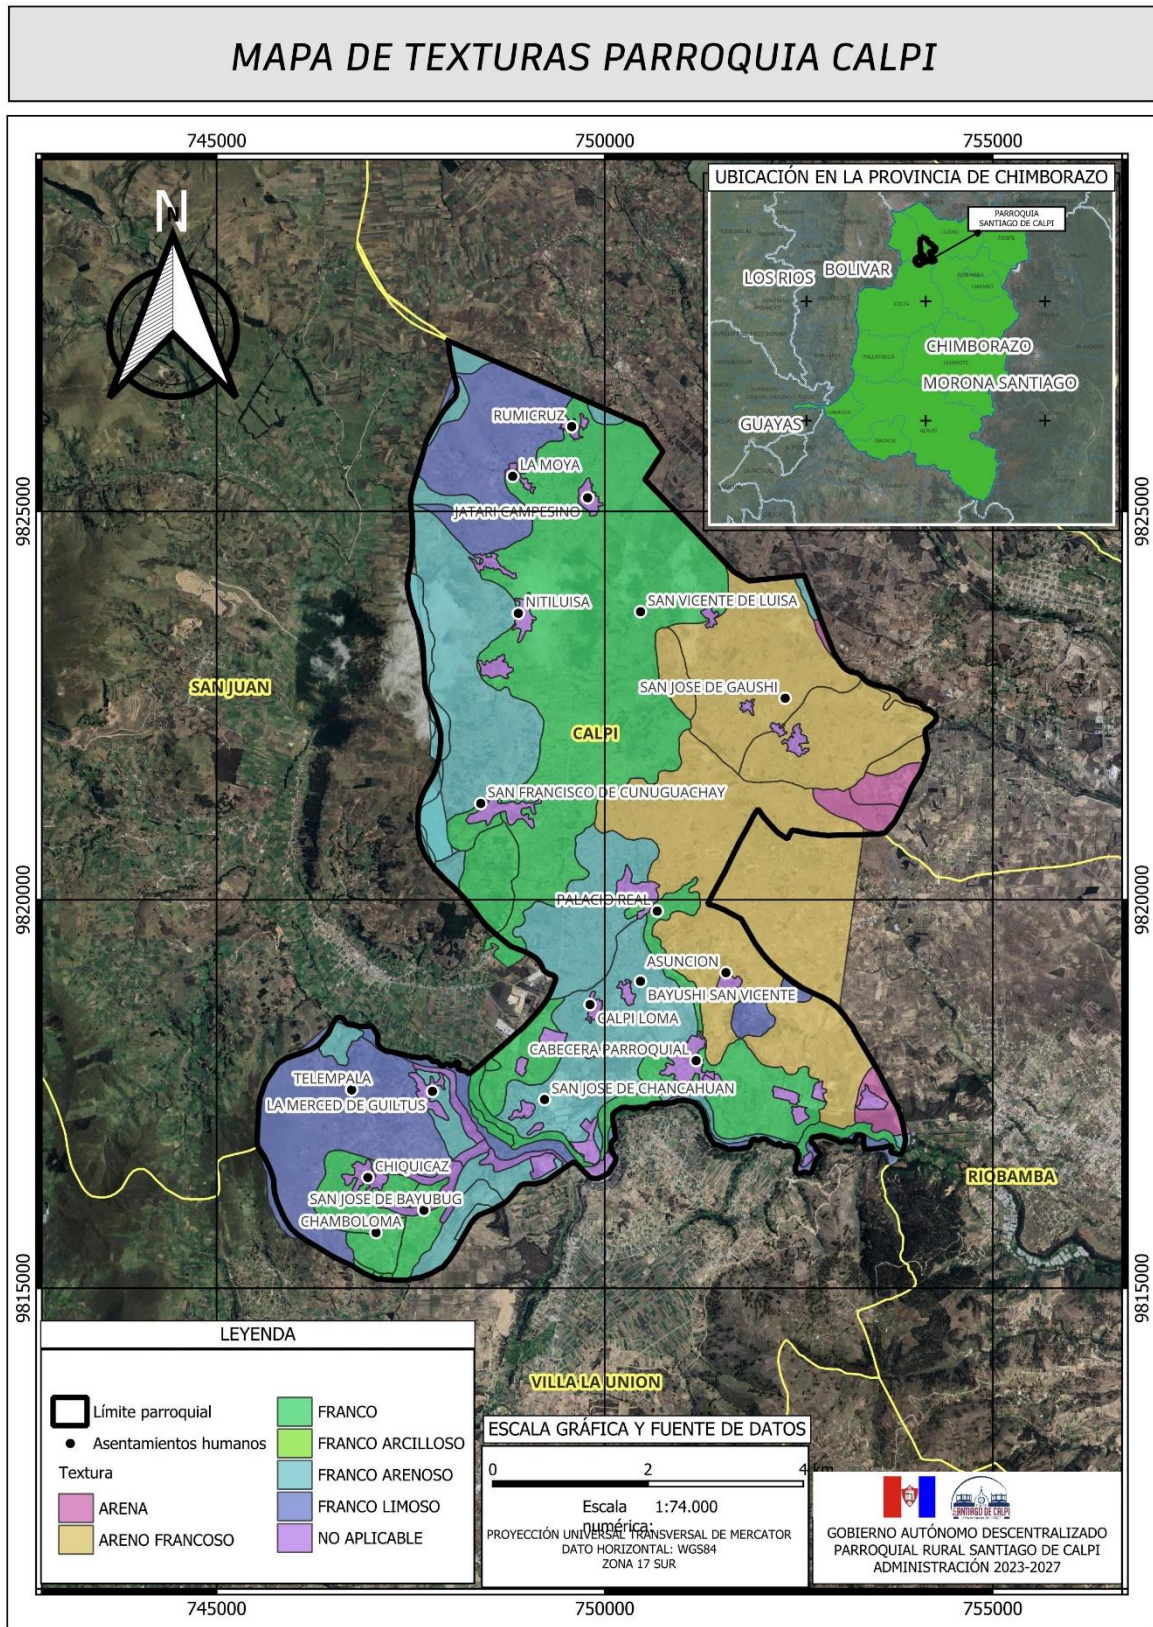 MAPA DE TEXTURAS PARROQUIA CALPI
745000 750000 755000
N
N
UBICACIÓN EN LA PROVINCIA DE CHIMBORAZO
PARROQUIA
SANTIAGO DE CALPI
BOLIVAR
LOS RIOS
CHIMBORAZO
MORONA SANTIAGO
GUAYAS
RUMICRUZ
LA MOYA
JATARI CAMPESINO
9825000 9825000
NITILUISA
SAN VICENTE DE LUISA
SAN JUAN
SAN JOSE DE GAUSHI
CALPI
SAN FRANCISCO DE CUNUGUACHAY
9820000 9820000
PALACIO REAL
ASUNCION
BAYUSHI SAN VICENTE
CALPI LOMA
CABECERA PARROQUIAL
TELEMPALA
LA MERCED DE GUILTUS
SAN JOSE DE CHANCAHUAN
CHIQUICAZ
RIOBAMBA
SAN JOSE DE BAYUBUG
CHAMBOLOMA
9815000 9815000
VILLA LA UNION
LEYENDA
Límite parroquial
Asentamientos humanos
Textura
ARENA
ARENO FRANCOSO
FRANCO
FRANCO ARCILLOSO
FRANCO ARENOSO
FRANCO LIMOSO
NO APLICABLE
ESCALA GRÁFICA Y FUENTE DE DATOS
0 2 4 km
Escala 1:74.000
numérica:
PROYECCIÓN UNIVERSAL TRANSVERSAL DE MERCATOR
DATO HORIZONTAL: WGS84
ZONA 17 SUR
SANTIAGO DE CALPI
GOBIERNO AUTÓNOMO DESCENTRALIZADO
PARROQUIAL RURAL SANTIAGO DE CALPI
ADMINISTRACIÓN 2023-2027
745000 750000 755000